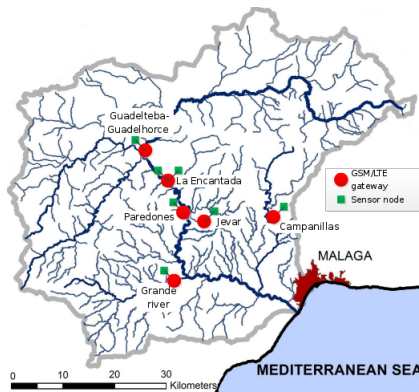 Guadelteba-
Guadelhorce
La Encantada
GSM/LTE
gateway
Sensor node
Paredones
Jevar
Campanillas
MALAGA
Grande
river
MEDITERRANEAN SEA
0 10 20 30
Kilometers